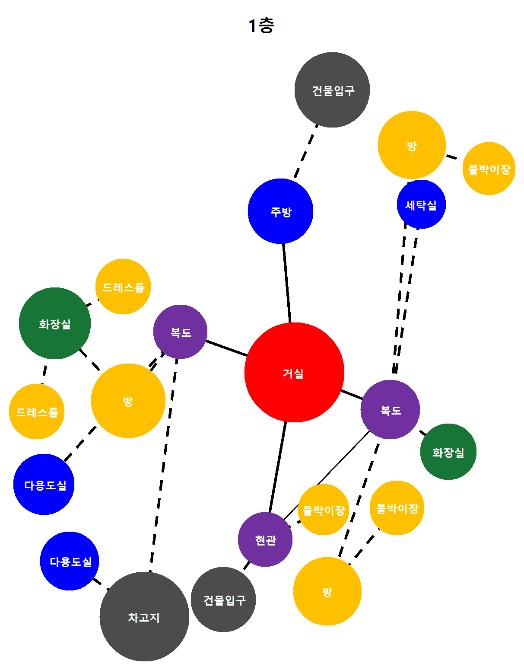 1층
건물입구
방
붙박이장
세탁실
주방
드레스룸
화장실
복도
거실
방
드레스룸
복도
화장실
다용도실
붙박이장
붙박이장
현관
다용도실
방
건물입구
차고지